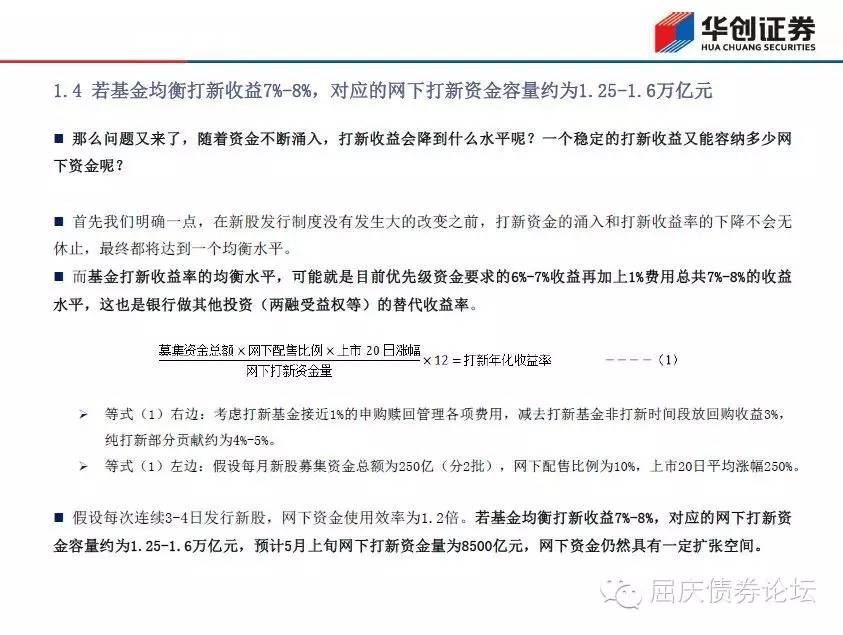 华创证券
HUA CHUANG SECURITIES
1.4 若基金均衡打新收益7%-8%，对应的网下打新资金容量约为1.25-1.6万亿元
■ 那么问题又来了，随着资金不断涌入，打新收益会降到什么水平呢？一个稳定的打新收益又能容纳多少网
下资金呢？
■ 首先我们明确一点，在新股发行制度没有发生大的改变之前，打新资金的涌入和打新收益率的下降不会无
休止，最终都将达到一个均衡水平。
■ 而基金打新收益率的均衡水平，可能就是目前优先级资金要求的6%-7%收益再加上1%费用总共7%-8%的收益
水平，这也是银行做其他投资（两融受益权等）的替代收益率。
募集资金总额×网下配售比例×上市 20 日涨幅
网下打新资金量
×12＝打新年化收益率 ————（1）
➢ 等式（1）右边：考虑打新基金接近1%的申购赎回管理各项费用，减去打新基金非打新时间段放回购收益3%，
纯打新部分贡献约为4%-5%。
➢ 等式（1）左边：假设每月新股募集资金总额为250亿（分2批），网下配售比例为10%，上市20日平均涨幅250%。
■ 假设每次连续3-4日发行新股，网下资金使用效率为1.2倍。若基金均衡打新收益7%-8%，对应的网下打新资
金容量约为1.25-1.6万亿元，预计5月上旬网下打新资金量为8500亿元，网下资金仍然具有一定扩张空间。
屈庆债券论坛